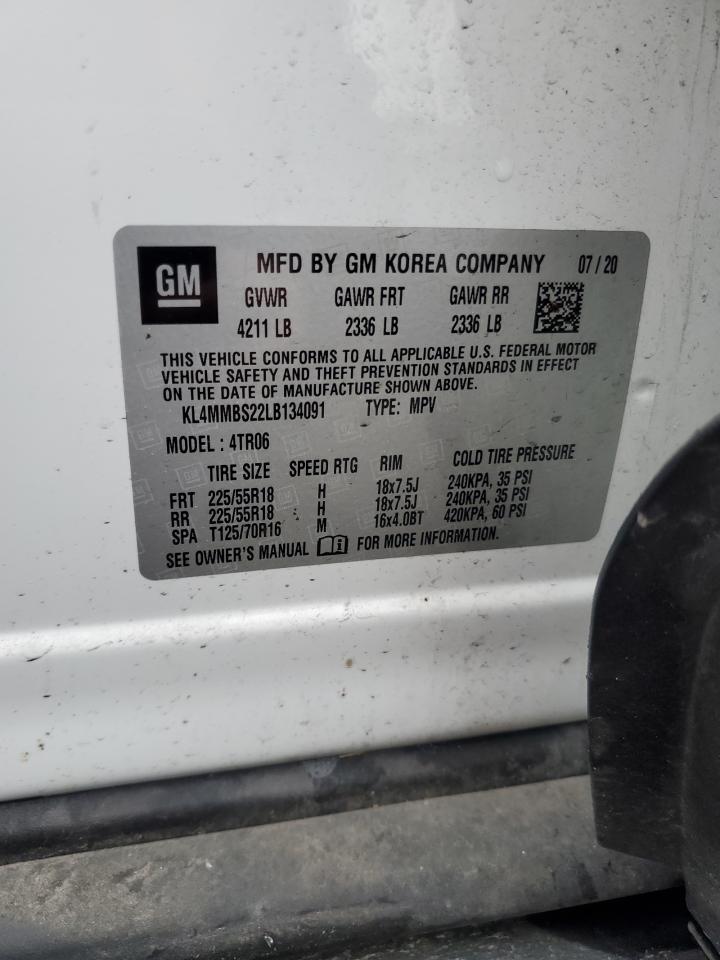 GM MFD BY GM KOREA COMPANY 07 / 20
GVWR GAWR FRT GAWR RR
4211 LB 2336 LB 2336 LB
THIS VEHICLE CONFORMS TO ALL APPLICABLE U.S. FEDERAL MOTOR
VEHICLE SAFETY AND THEFT PREVENTION STANDARDS IN EFFECT
ON THE DATE OF MANUFACTURE SHOWN ABOVE.
KL4MMBS22LB134091 TYPE: MPV
MODEL : 4TR06
TIRE SIZE SPEED RTG RIM COLD TIRE PRESSURE
FRT 225/55R18 H 18x7.5J 240KPA, 35 PSI
RR 225/55R18 : H 18x7.5J 240KPA, 35 PSI
SPA T125/70R16 M 16x4.0BT 420KPA, 60 PSI
SEE OWNER'S MANUAL FOR MORE INFORMATION.